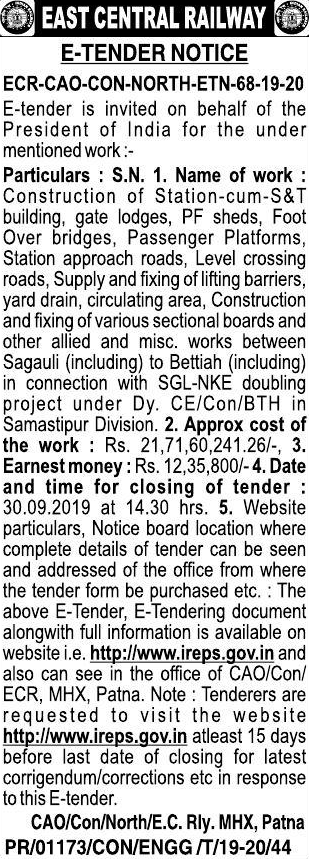 EAST CENTRAL RAILWAY
E-TENDER NOTICE
ECR-CAO-CON-NORTH-ETN-68-19-20
E-tender is invited on behalf of the
President of India for the under
mentioned work :-
Particulars : S.N. 1. Name of work :
Construction of Station-cum-S&T
building, gate lodges, PF sheds, Foot
Over bridges, Passenger Platforms,
Station approach roads, Level crossing
roads, Supply and fixing of lifting barriers,
yard drain, circulating area, Construction
and fixing of various sectional boards and
other allied and misc. works between
Sagauli (including) to Bettiah (including)
in connection with SGL-NKE doubling
project under Dy. CE/Con/BTH in
Samastipur Division. 2. Approx cost of
the work : Rs. 21,71,60,241.26/-, 3.
Earnest money : Rs. 12,35,800/- 4. Date
and time for closing of tender :
30.09.2019 at 14.30 hrs. 5. Website
particulars, Notice board location where
complete details of tender can be seen
and addressed of the office from where
the tender form be purchased etc. : The
above E-Tender, E-Tendering document
alongwith full information is available on
website i.e. http://www.ireps.gov.in and
also can see in the office of CAO/Con/
ECR, MHX, Patna. Note : Tenderers are
requested to visit the website
http://www.ireps.gov.in atleast 15 days
before last date of closing for latest
corrigendum/corrections etc in response
to this E-tender.
CAO/Con/North/E.C. Rly. MHX, Patna
PR/01173/CON/ENGG /T/19-20/44